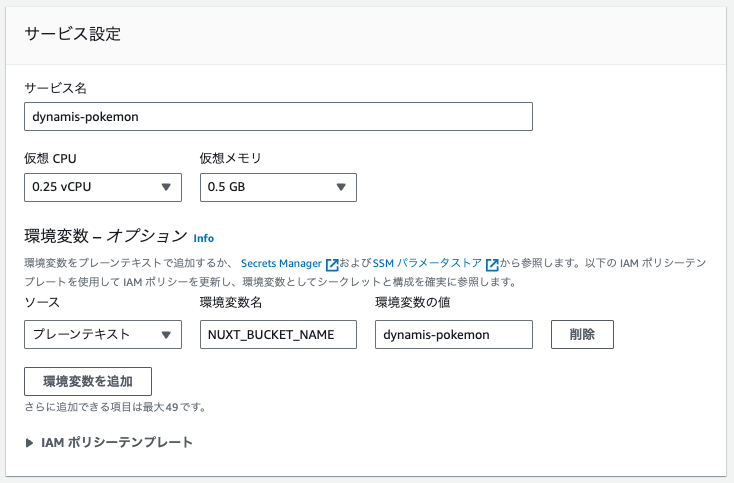 サービス設定
サービス名
dynamis-pokemon
仮想 CPU 仮想メモリ
0.25 vCPU 0.5 GB
環境変数 – オプション Info
環境変数をプレーンテキストで追加するか、 Secrets Manager およびSSM パラメータストア から参照します。以下の IAM ポリシーテン
プレートを使用して IAM ポリシーを更新し、環境変数としてシークレットと構成を確実に参照します。
ソース 環境変数名 環境変数の値
プレーンテキスト NUXT_BUCKET_NAME dynamis-pokemon 削除
環境変数を追加
さらに追加できる項目は最大49です。
IAM ポリシーテンプレート